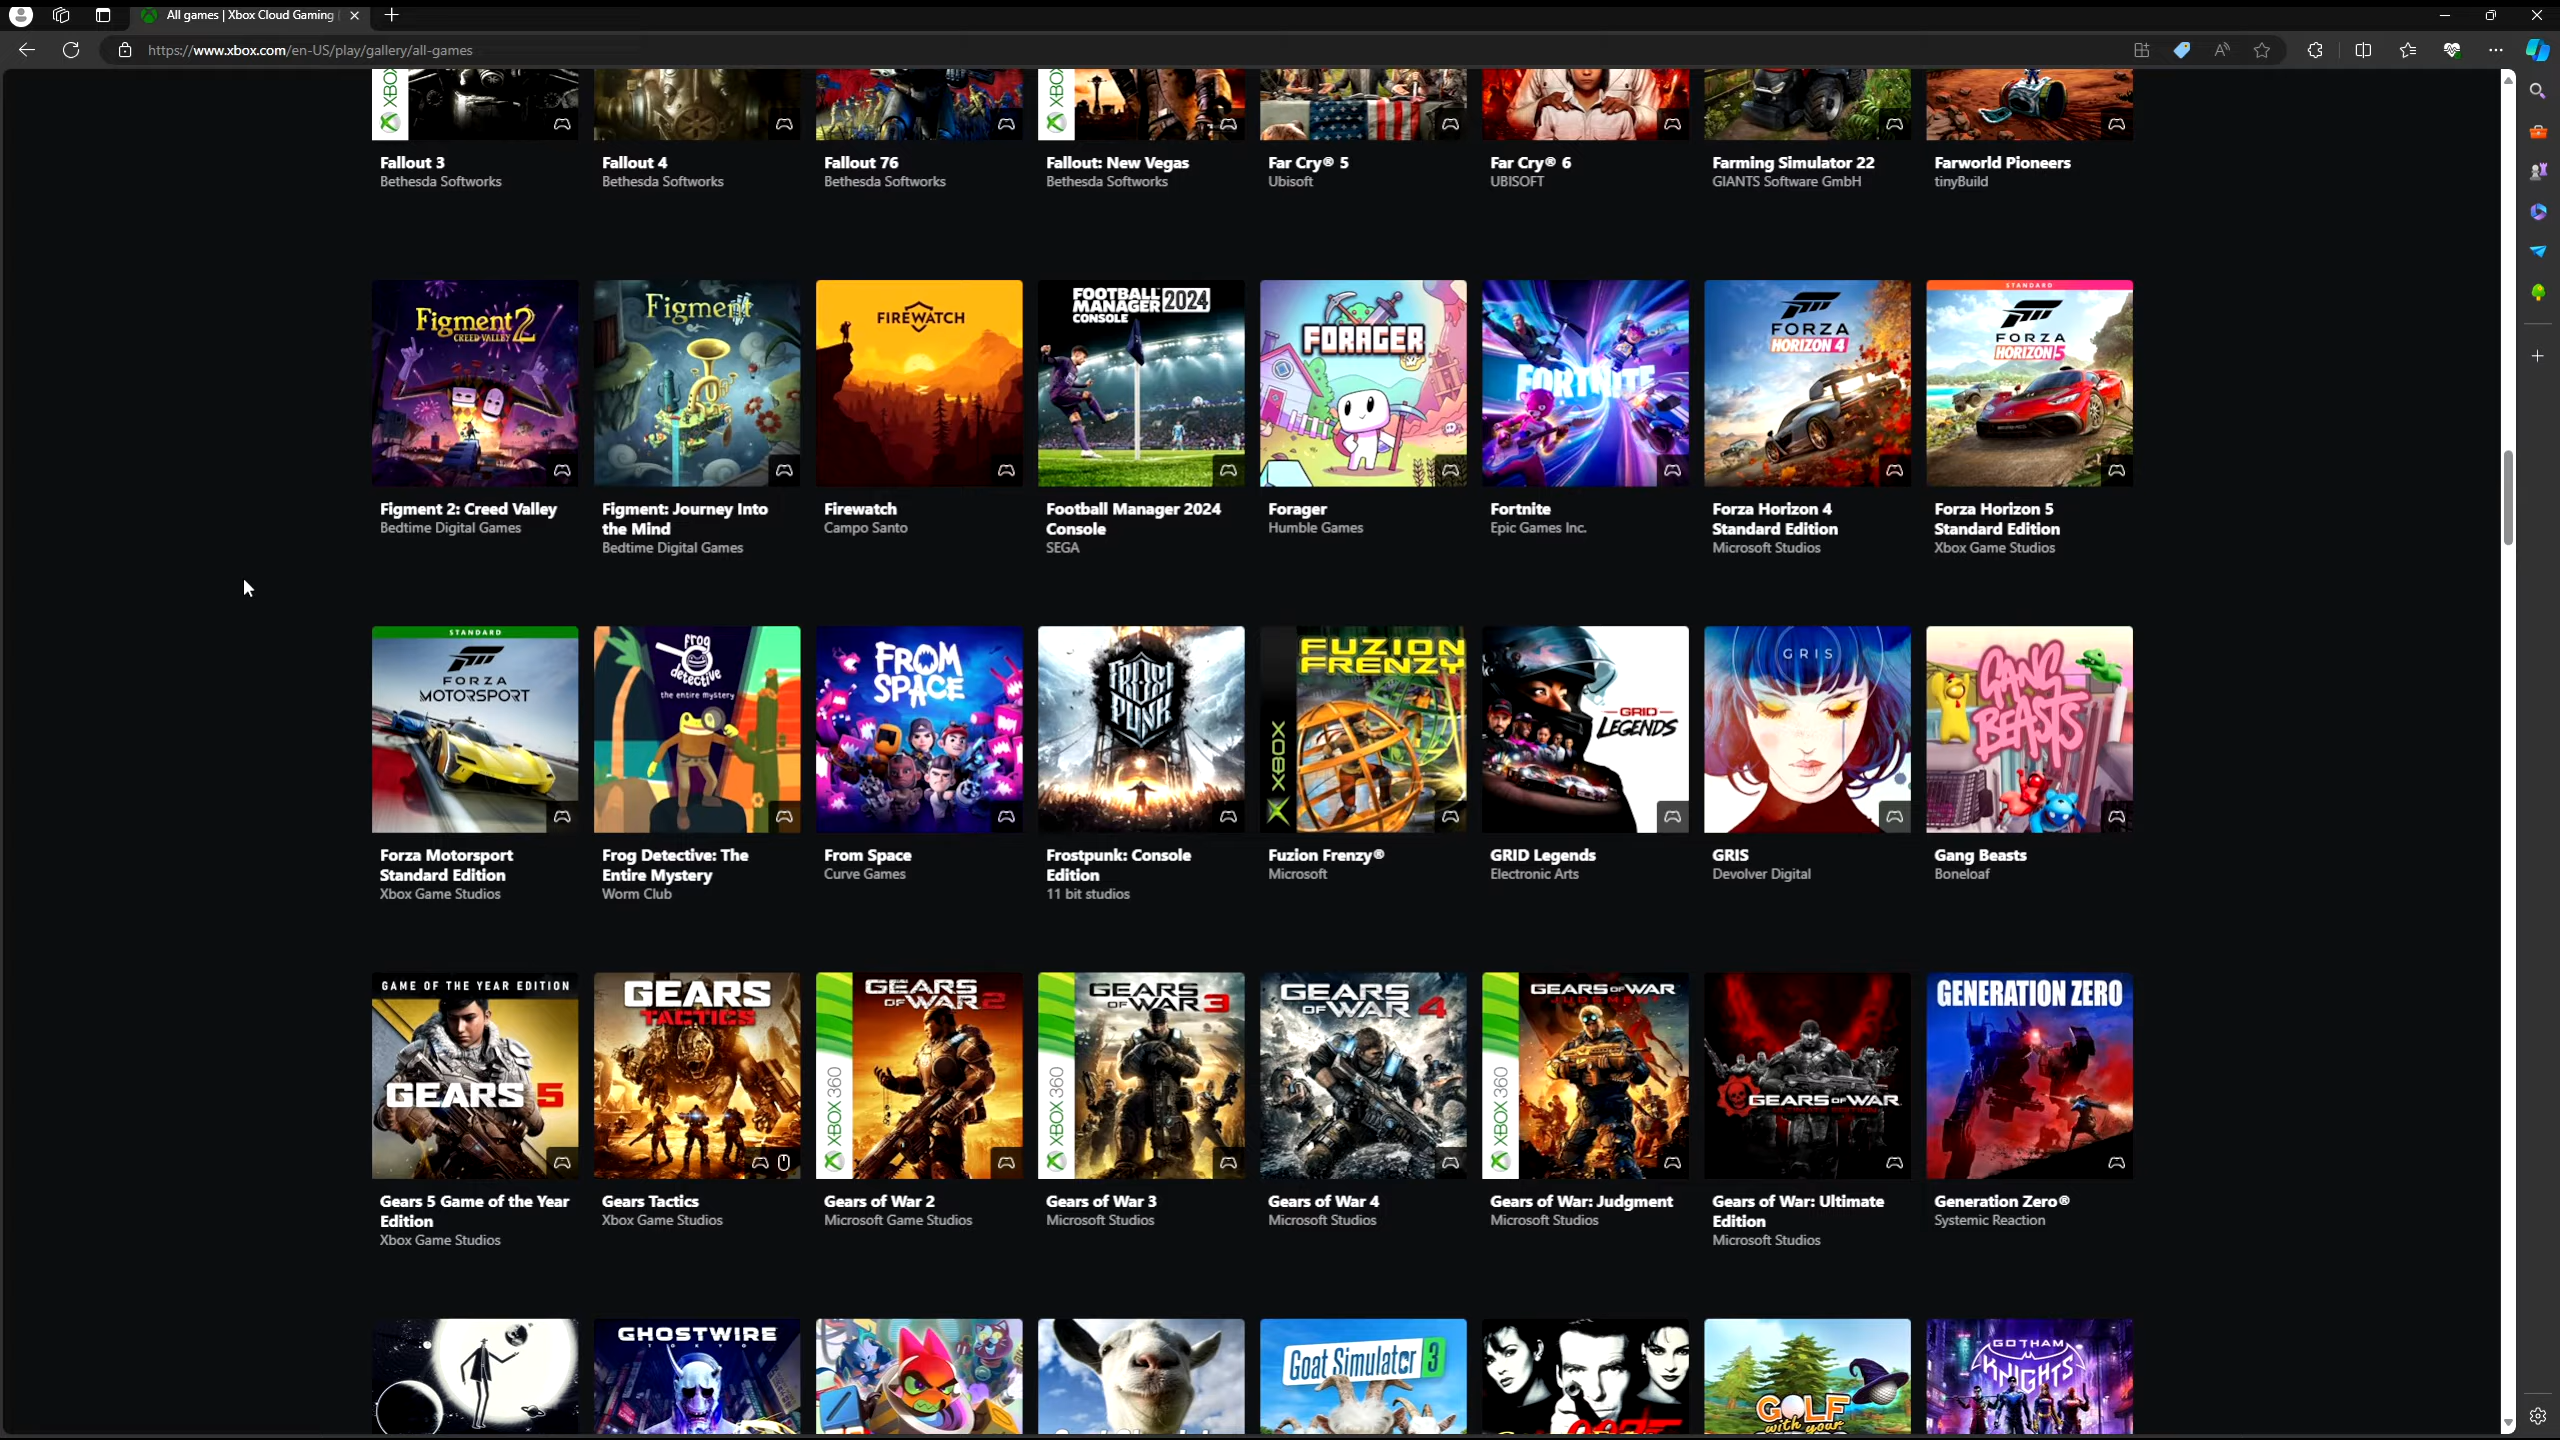 All games | Xbox Cloud Gaming
https://www.xbox.com/en-US/play/gallery/all-games
XBOX
XBOX
Fallout 3
Bethesda Softworks
Fallout 4
Bethesda Softworks
Fallout 76
Bethesda Softworks
Fallout: New Vegas
Bethesda Softworks
Far Cry® 5
Ubisoft
Far Cry® 6
UBISOFT
Farming Simulator 22
GIANTS Software GmbH
Farworld Pioneers
tinyBuild
Figment 2
CREED VALLEY
Figment
FIREWATCH
FOOTBALL
MANAGER 2024
CONSOLE
FORAGER
FORTNITE
FORZA
HORIZON 4
STANDARD
FORZA
HORIZON 5
Figment 2: Creed Valley
Bedtime Digital Games
Figment: Journey Into
the Mind
Bedtime Digital Games
Firewatch
Campo Santo
Football Manager 2024
Console
SEGA
Forager
Humble Games
Fortnite
Epic Games Inc.
Forza Horizon 4
Standard Edition
Microsoft Studios
Forza Horizon 5
Standard Edition
Xbox Game Studios
STANDARD
FORZA
MOTORSPORT
frog
detective
the entire mystery
FROM
SPACE
FROST
PUNK
FUZION
FRENZY
XBOX
GRID
LEGENDS
GRIS
GANG
BEASTS
Forza Motorsport
Standard Edition
Xbox Game Studios
Frog Detective: The
Entire Mystery
Worm Club
From Space
Curve Games
Frostpunk: Console
Edition
11 bit studios
Fuzion Frenzy®
Microsoft
GRID Legends
Electronic Arts
GRIS
Devolver Digital
Gang Beasts
Boneloaf
GAME OF THE YEAR EDITION
GEARS 5
GEARS
TACTICS
GEARS
OF WAR 2
XBOX 360
GEARS
OF WAR 3
XBOX 360
GEARS
OF WAR 4
GEARS OF WAR
JUDGMENT
XBOX 360
GEARS OF WAR
ULTIMATE EDITION
GENERATION ZERO
Gears 5 Game of the Year
Edition
Xbox Game Studios
Gears Tactics
Xbox Game Studios
Gears of War 2
Microsoft Game Studios
Gears of War 3
Microsoft Studios
Gears of War 4
Microsoft Studios
Gears of War: Judgment
Microsoft Studios
Gears of War: Ultimate
Edition
Microsoft Studios
Generation Zero®
Systemic Reaction
GHOSTWIRE
TOKYO
Goat Simulator 3
GOLF
with your
GOTHAM
KNIGHTS